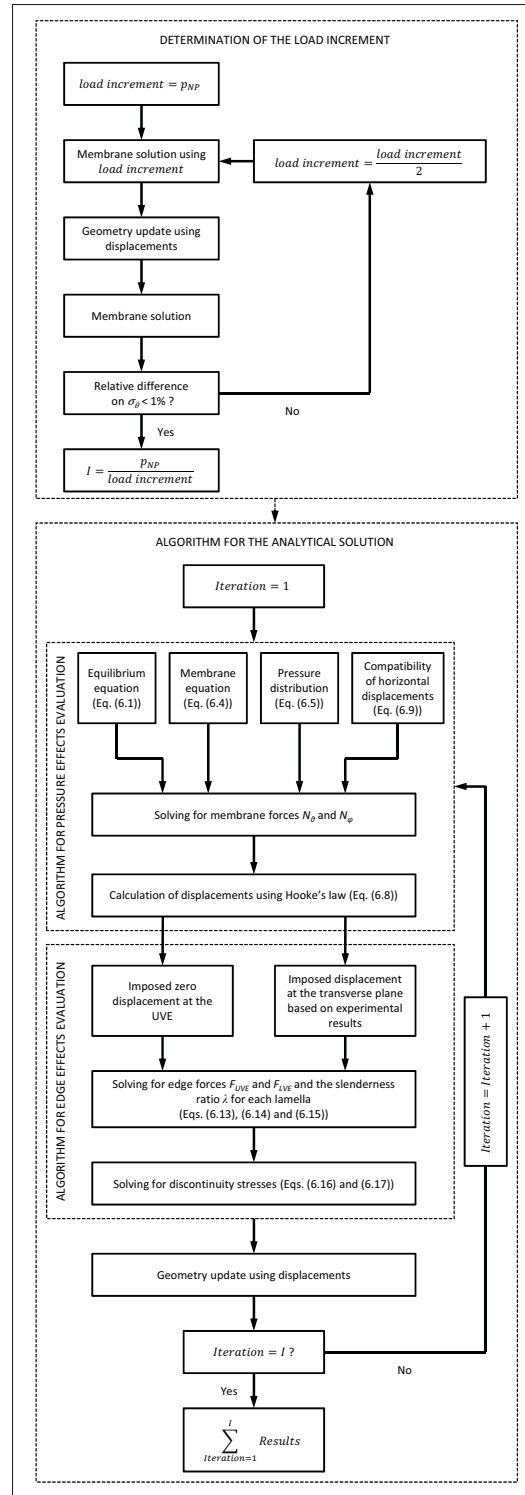 DETERMINATION OF THE LOAD INCREMENT
load increment = p_NP
Membrane solution using
load increment
load increment = load increment / 2
Geometry update using
displacements
Membrane solution
Relative difference
on σ_θ < 1% ?
No
Yes
I = p_NP / load increment
ALGORITHM FOR THE ANALYTICAL SOLUTION
Iteration = 1
ALGORITHM FOR PRESSURE EFFECTS EVALUATION
Equilibrium
equation
(Eq. (6.1))
Membrane
equation
(Eq. (6.4))
Pressure
distribution
(Eq. (6.5))
Compatibility
of horizontal
displacements
(Eq. (6.9))
Solving for membrane forces N_θ and N_φ
Calculation of displacements using Hooke's law (Eq. (6.8))
ALGORITHM FOR EDGE EFFECTS EVALUATION
Imposed zero
displacement at the
UVE
Imposed displacement
at the transverse plane
based on experimental
results
Solving for edge forces F_UVE and F_LVE and the slenderness
ratio λ for each lamella
(Eqs. (6.13), (6.14) and (6.15))
Solving for discontinuity stresses (Eqs. (6.16) and (6.17))
Iteration = Iteration + 1
Geometry update using displacements
Iteration = I ?
No
Yes
I
∑ Results
Iteration=1